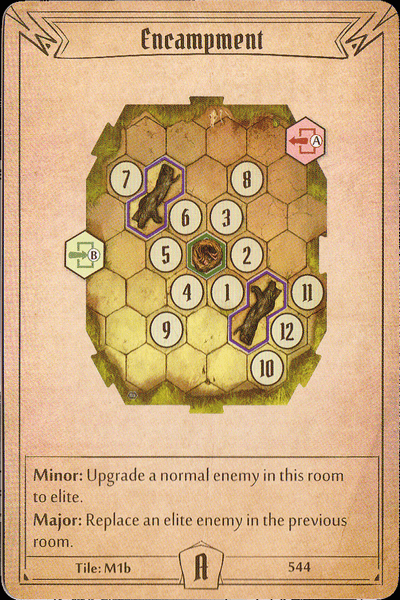 Encampment
A
7
8
6
3
B
5
2
4
1
11
9
12
10
Minor: Upgrade a normal enemy in this room
to elite.
Major: Replace an elite enemy in the previous
room.
Tile: M1b
A
544